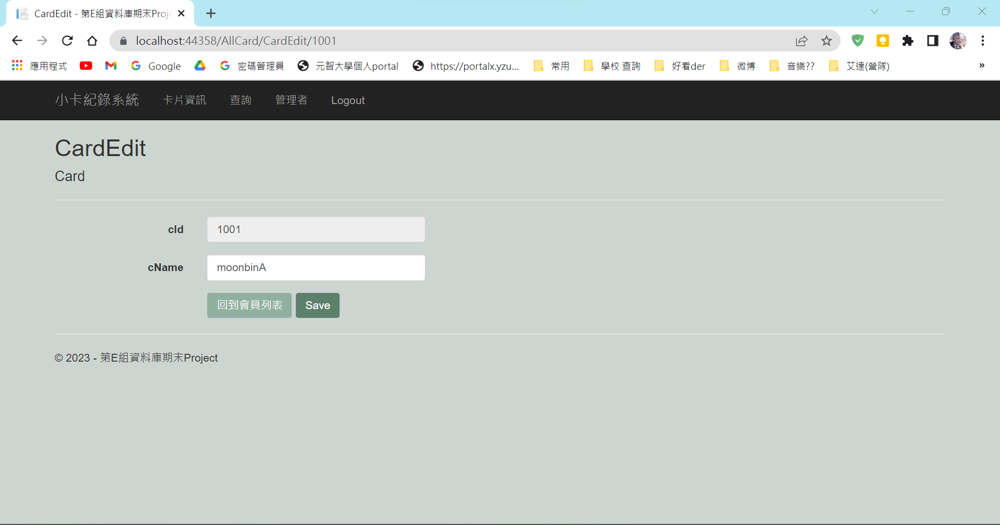 CardEdit - 第E組資料庫期末Proj
localhost:44358/AllCard/CardEdit/1001
應用程式 Google 密碼管理員 元智大學個人portal https://portalx.yzu... 常用 學校 查詢 好看der 微博 音樂?? 艾達(營隊) »
小卡紀錄系統 卡片資訊 查詢 管理者 Logout
CardEdit
Card
cId 1001
cName moonbinA
回到會員列表 Save
© 2023 - 第E組資料庫期末Project